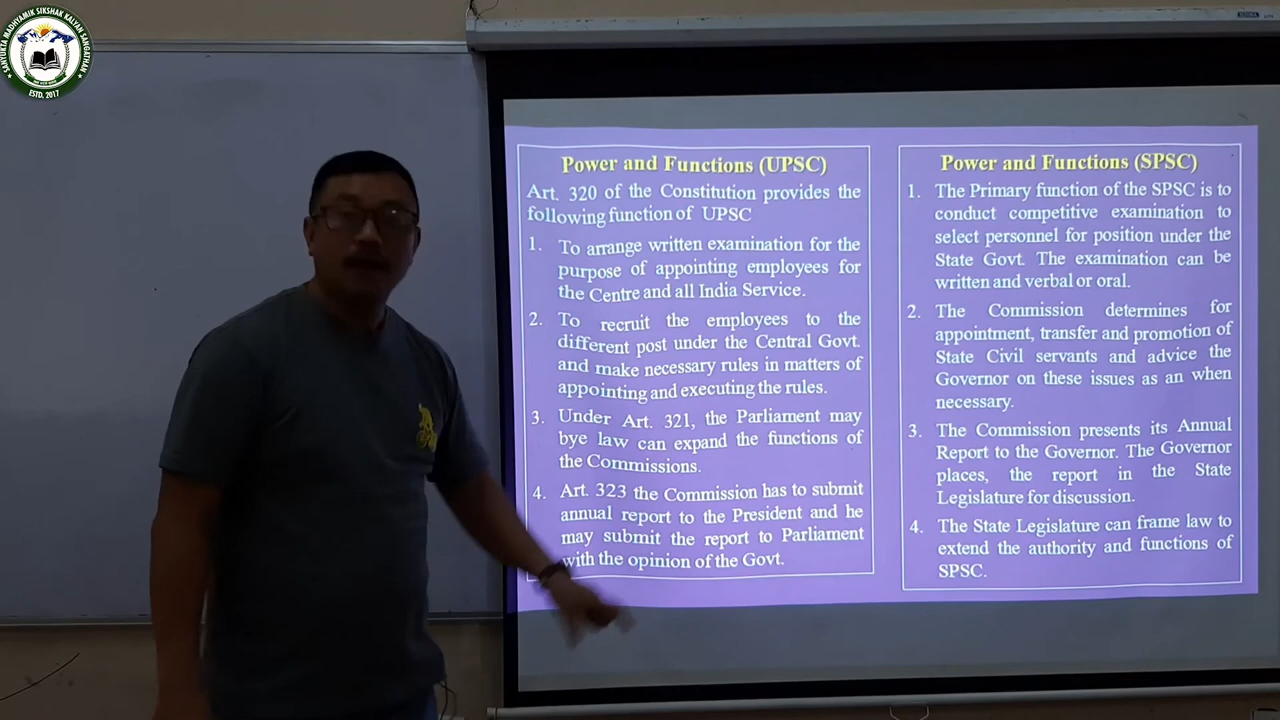 SANYUKTA MADHYAMIK SIKSHAK KALYAN SANGATHAN
ESTD. 2017
Power and Functions (UPSC)
Art. 320 of the Constitution provides the
following function of UPSC
1. To arrange written examination for the
purpose of appointing employees for
the Centre and all India Service.
2. To recruit the employees to the
different post under the Central Govt.
and make necessary rules in matters of
appointing and executing the rules.
3. Under Art. 321, the Parliament may
bye law can expand the functions of
the Commissions.
4. Art. 323 the Commission has to submit
annual report to the President and he
may submit the report to Parliament
with the opinion of the Govt.
Power and Functions (SPSC)
1. The Primary function of the SPSC is to
conduct competitive examination to
select personnel for position under the
State Govt. The examination can be
written and verbal or oral.
2. The Commission determines for
appointment, transfer and promotion of
State Civil servants and advice the
Governor on these issues as an when
necessary.
3. The Commission presents its Annual
Report to the Governor. The Governor
places, the report in the State
Legislature for discussion.
4. The State Legislature can frame law to
extend the authority and functions of
SPSC.